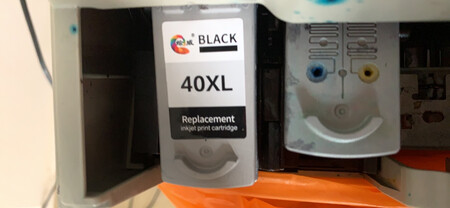 BLACK
40XL
Replacement
inkjet print cartridge